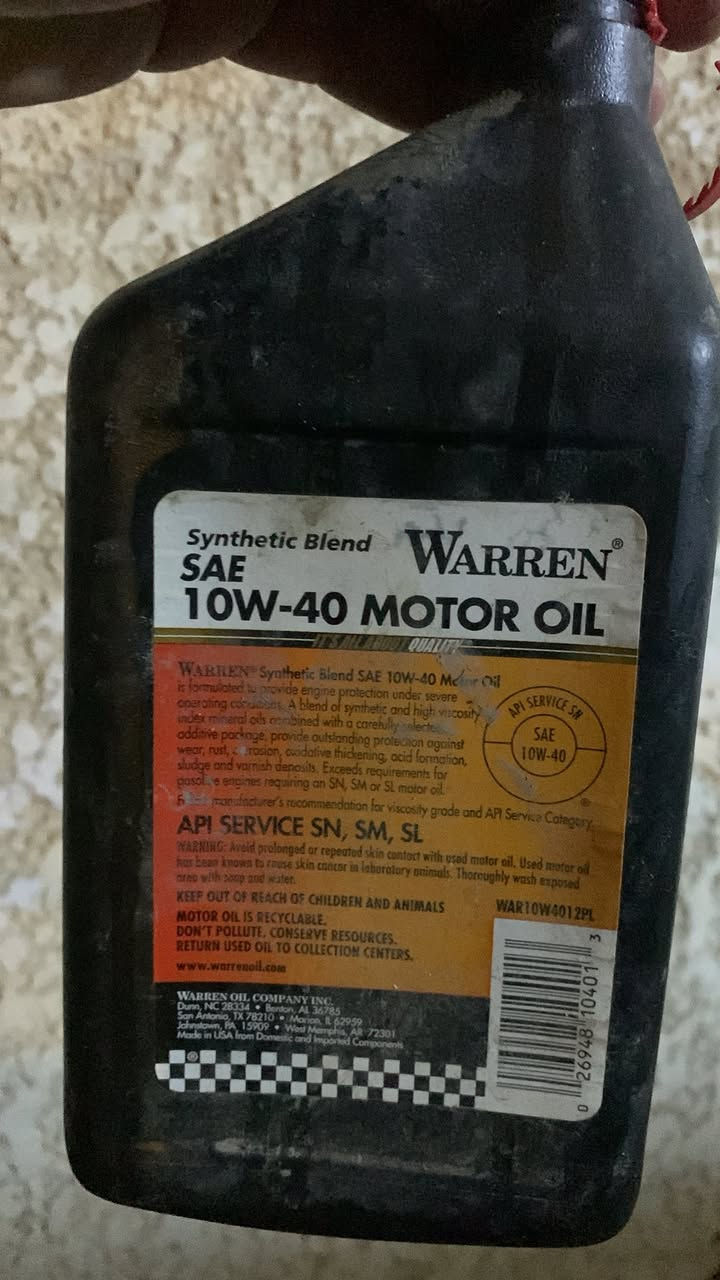 Synthetic Blend WARREN®
SAE
10W-40 MOTOR OIL
IT'S ALL ABOUT QUALITY
WARREN® Synthetic Blend SAE 10W-40 Motor Oil
is formulated to provide engine protection under severe
operating conditions. A blend of synthetic and high viscosity
index mineral oils combined with a carefully selected
additive package, provide outstanding protection against
wear, rust, corrosion, oxidative thickening, acid formation,
sludge and varnish deposits. Exceeds requirements for
gasoline engines requiring an SN, SM or SL motor oil.
manufacturer's recommendation for viscosity grade and API Service Category.
API SERVICE SN
SAE
10W-40
®
API SERVICE SN, SM, SL
WARNING: Avoid prolonged or repeated skin contact with used motor oil. Used motor oil
has been known to cause skin cancer in laboratory animals. Thoroughly wash exposed
area with soap and water.
KEEP OUT OF REACH OF CHILDREN AND ANIMALS
WAR10W4012PL
MOTOR OIL IS RECYCLABLE.
DON'T POLLUTE. CONSERVE RESOURCES.
RETURN USED OIL TO COLLECTION CENTERS.
www.warrenoil.com
WARREN OIL COMPANY INC.
Dunn, NC 28334 • Benton, AL 36785
San Antonio, TX 78210 • Marion, IL 62959
Johnstown, PA 15909 • West Memphis, AR 72301
Made in USA from Domestic and Imported Components
®
0 26948 10401 3